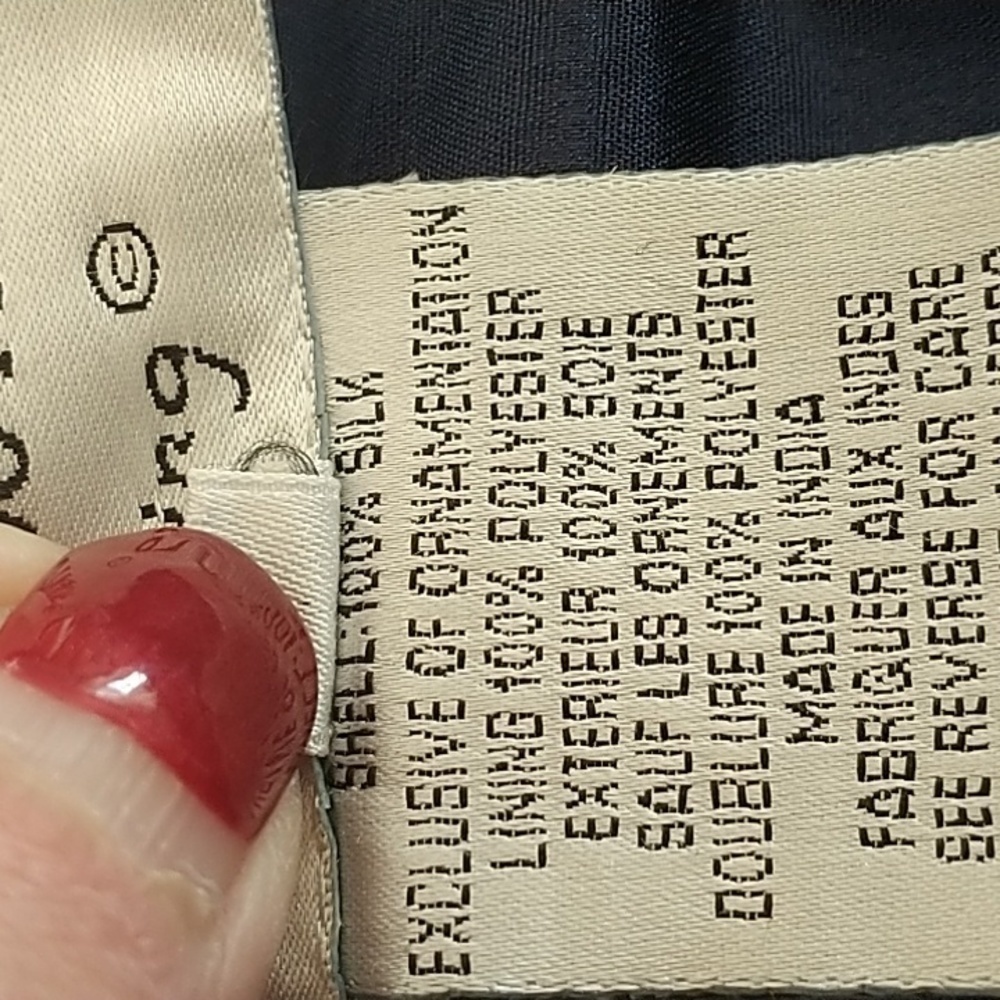 SHELL-100% SILK
EXCLUSIVE OF ORNAMENTATION
LINING 100% POLYESTER
EXTERIEUR 100% SOIE
SAUF LES ORNEMENTS
DOUBLURE 100% POLYESTER
MADE IN INDIA
FABRIQUER AUX INDES
SEE REVERSE FOR CARE